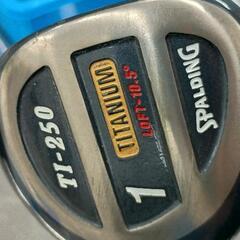 TI-250
TITANIUM
LOFT-10.5°
1
SPALDING